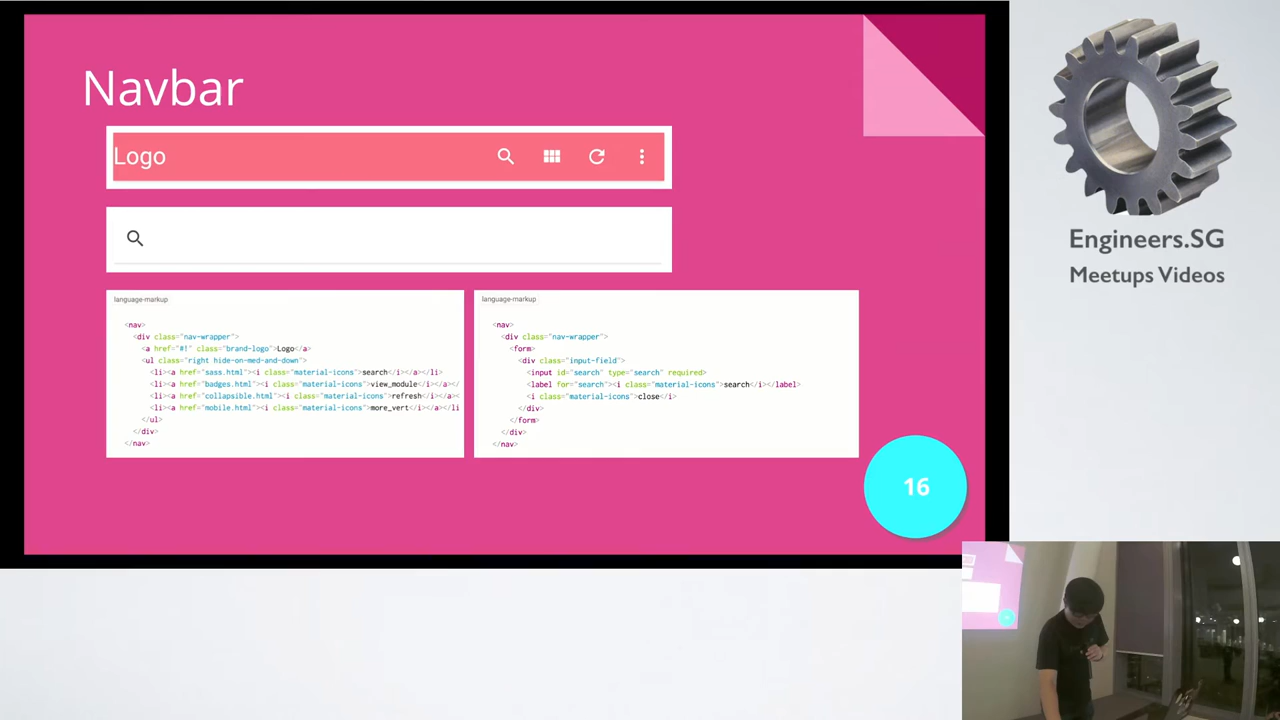 Navbar
Logo
language-markup
<nav>
<div class="nav-wrapper">
<a href="#!" class="brand-logo">Logo</a>
<ul class="right hide-on-med-and-down">
<li><a href="sass.html"><i class="material-icons">search</i></a></li>
<li><a href="badges.html"><i class="material-icons">view_module</i></a></
<li><a href="collapsible.html"><i class="material-icons">refresh</i></a><
<li><a href="mobile.html"><i class="material-icons">more_vert</i></a></li
</ul>
</div>
</nav>
language-markup
<nav>
<div class="nav-wrapper">
<form>
<div class="input-field">
<input id="search" type="search" required>
<label for="search"><i class="material-icons">search</i></label>
<i class="material-icons">close</i>
</div>
</form>
</div>
</nav>
16
Engineers.SG
Meetups Videos